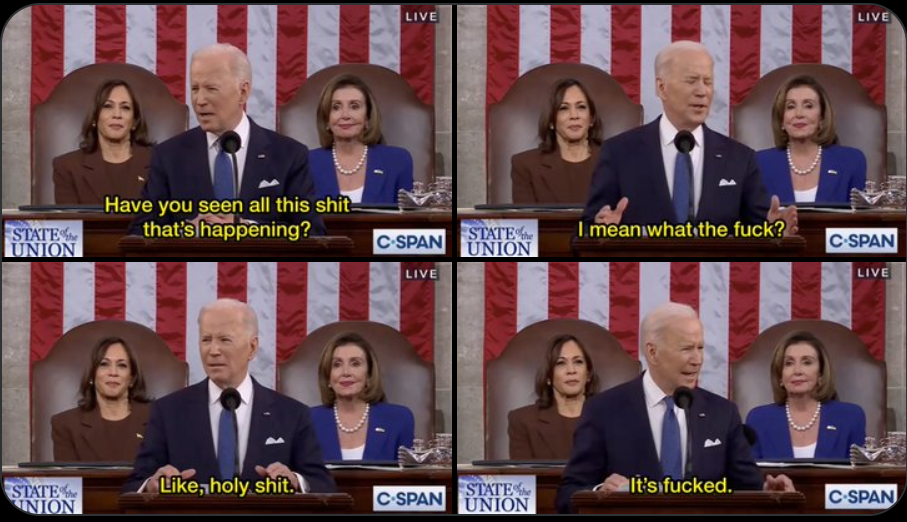 LIVE
Have you seen all this shit
that's happening?
STATE of the
UNION
C-SPAN
LIVE
I mean what the fuck?
STATE of the
UNION
C-SPAN
LIVE
Like, holy shit.
STATE of the
UNION
C-SPAN
LIVE
It's fucked.
STATE of the
UNION
C-SPAN